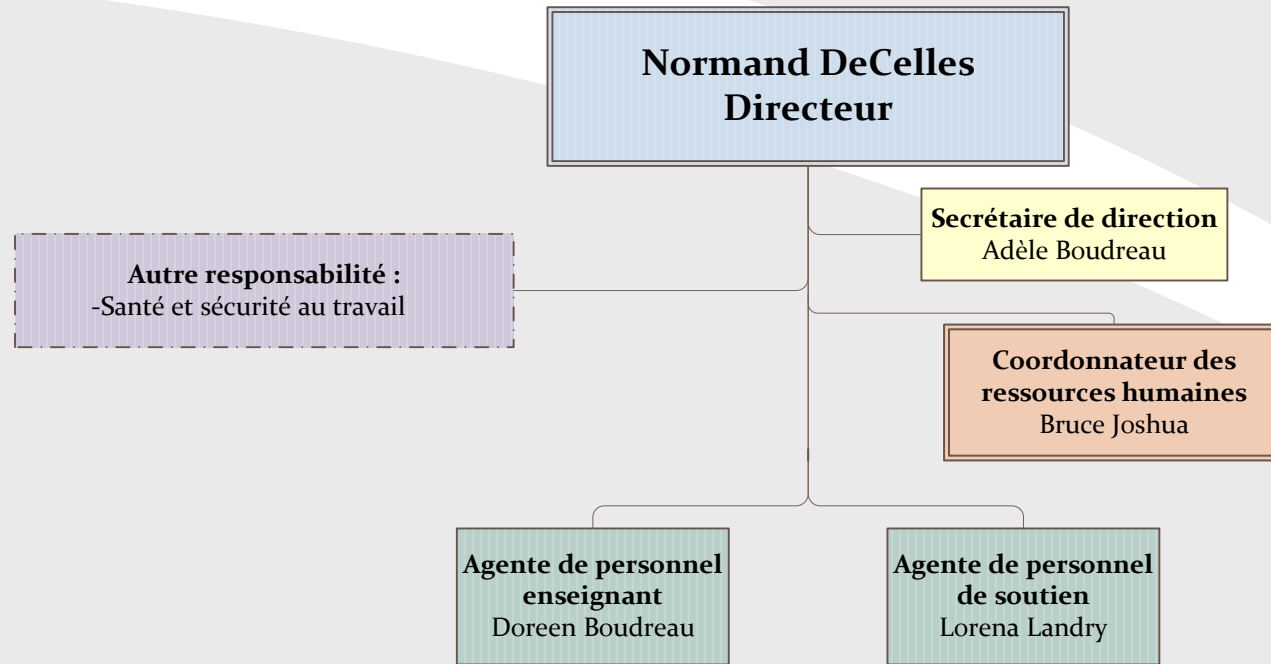 Normand DeCelles
Directeur
Secrétaire de direction
Adèle Boudreau
Autre responsabilité :
-Santé et sécurité au travail
Coordonnateur des
ressources humaines
Bruce Joshua
Agente de personnel
enseignant
Doreen Boudreau
Agente de personnel
de soutien
Lorena Landry